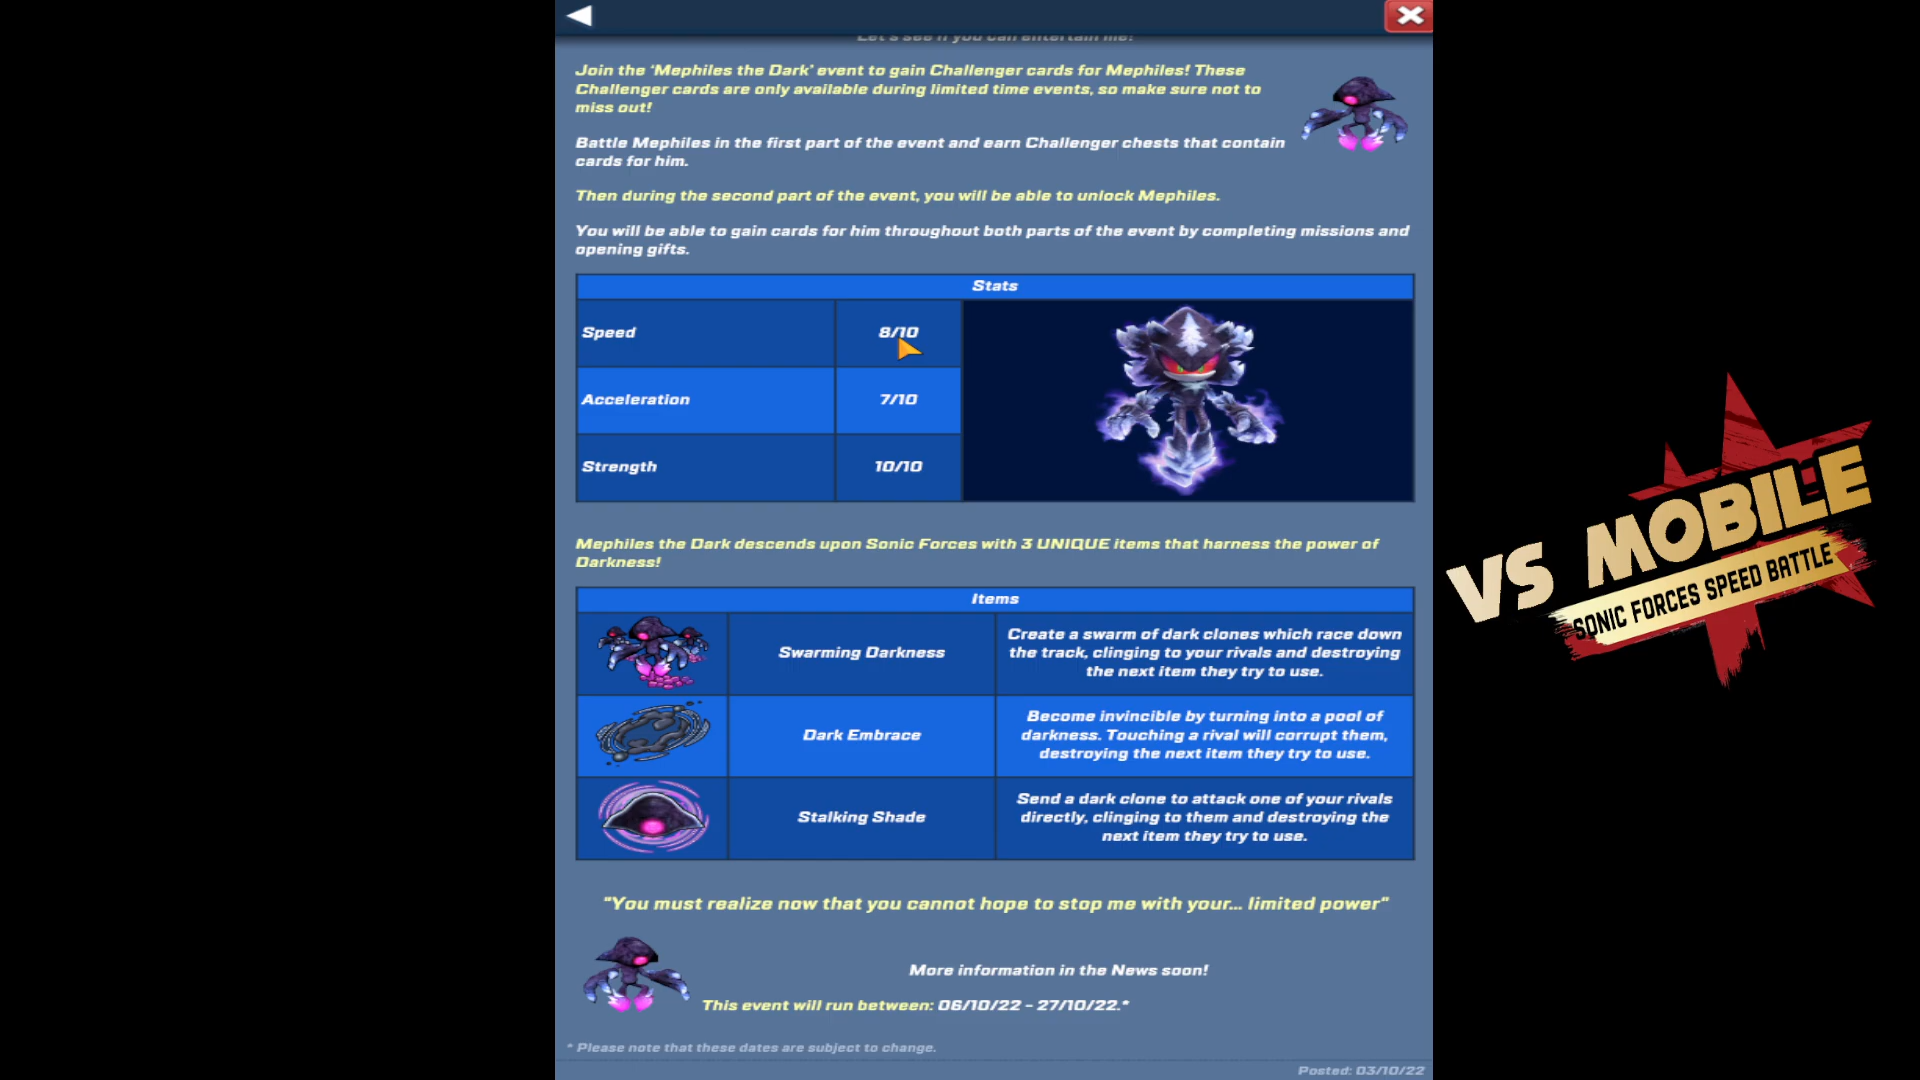 Let's see if you can entertain me!
Join the 'Mephiles the Dark' event to gain Challenger cards for Mephiles! These
Challenger cards are only available during limited time events, so make sure not to
miss out!
Battle Mephiles in the first part of the event and earn Challenger chests that contain
cards for him.
Then during the second part of the event, you will be able to unlock Mephiles.
You will be able to gain cards for him throughout both parts of the event by completing missions and
opening gifts.
Stats
Speed 8/10
Acceleration 7/10
Strength 10/10
Mephiles the Dark descends upon Sonic Forces with 3 UNIQUE items that harness the power of
Darkness!
Items
Swarming Darkness
Create a swarm of dark clones which race down
the track, clinging to your rivals and destroying
the next item they try to use.
Dark Embrace
Become invincible by turning into a pool of
darkness. Touching a rival will corrupt them,
destroying the next item they try to use.
Stalking Shade
Send a dark clone to attack one of your rivals
directly, clinging to them and destroying the
next item they try to use.
"You must realize now that you cannot hope to stop me with your... limited power"
More information in the News soon!
This event will run between: 06/10/22 - 27/10/22.*
* Please note that these dates are subject to change.
Posted: 03/10/22
VS MOBILE
SONIC FORCES SPEED BATTLE